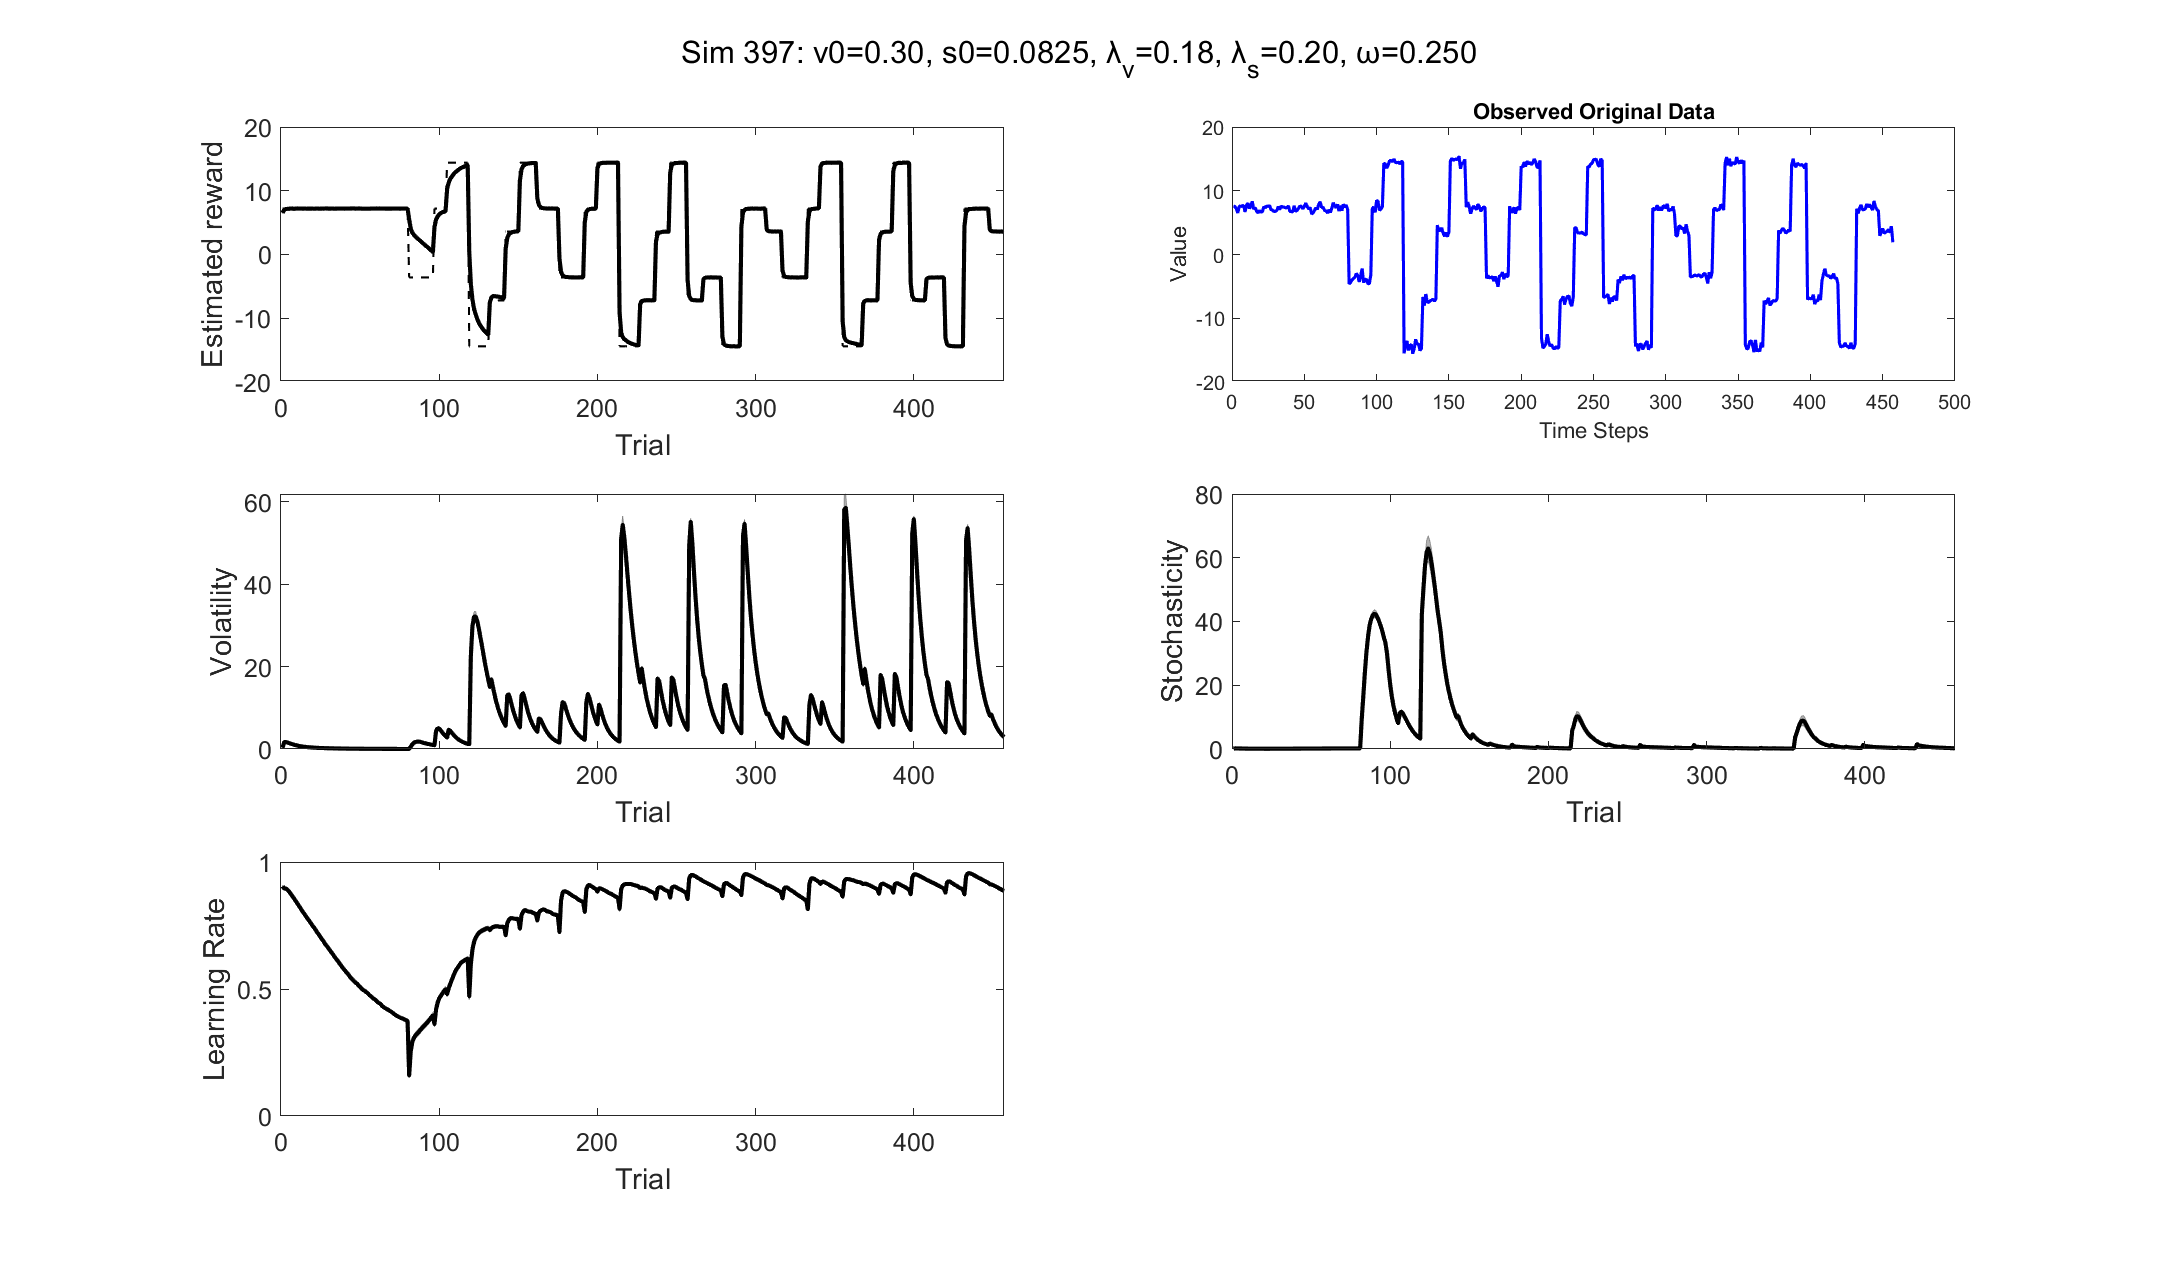 Sim 397: v0=0.30, s0=0.0825, λv=0.18, λs=0.20, ω=0.250
Estimated reward
20
10
0
-10
-20
0 100 200 300 400
Trial
Observed Original Data
Value
20
10
0
-10
-20
0 50 100 150 200 250 300 350 400 450 500
Time Steps
Volatility
60
40
20
0
0 100 200 300 400
Trial
Stochasticity
80
60
40
20
0
0 100 200 300 400
Trial
Learning Rate
1
0.5
0
0 100 200 300 400
Trial